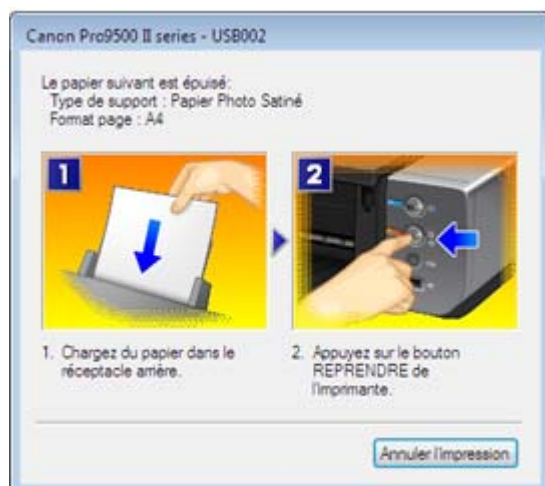 Canon Pro9500 II series - USB002
Le papier suivant est épuisé:
Type de support : Papier Photo Satiné
Format page : A4
1
2
1. Chargez du papier dans le
réceptacle arrière.
2. Appuyez sur le bouton
REPRENDRE de
l'imprimante.
Annuler l'impression